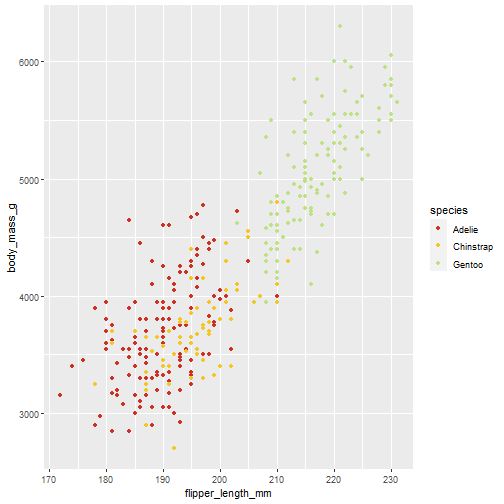 body_mass_g
6000
5000
4000
3000
170
180
190
200
210
220
230
flipper_length_mm
species
Adelie
Chinstrap
Gentoo